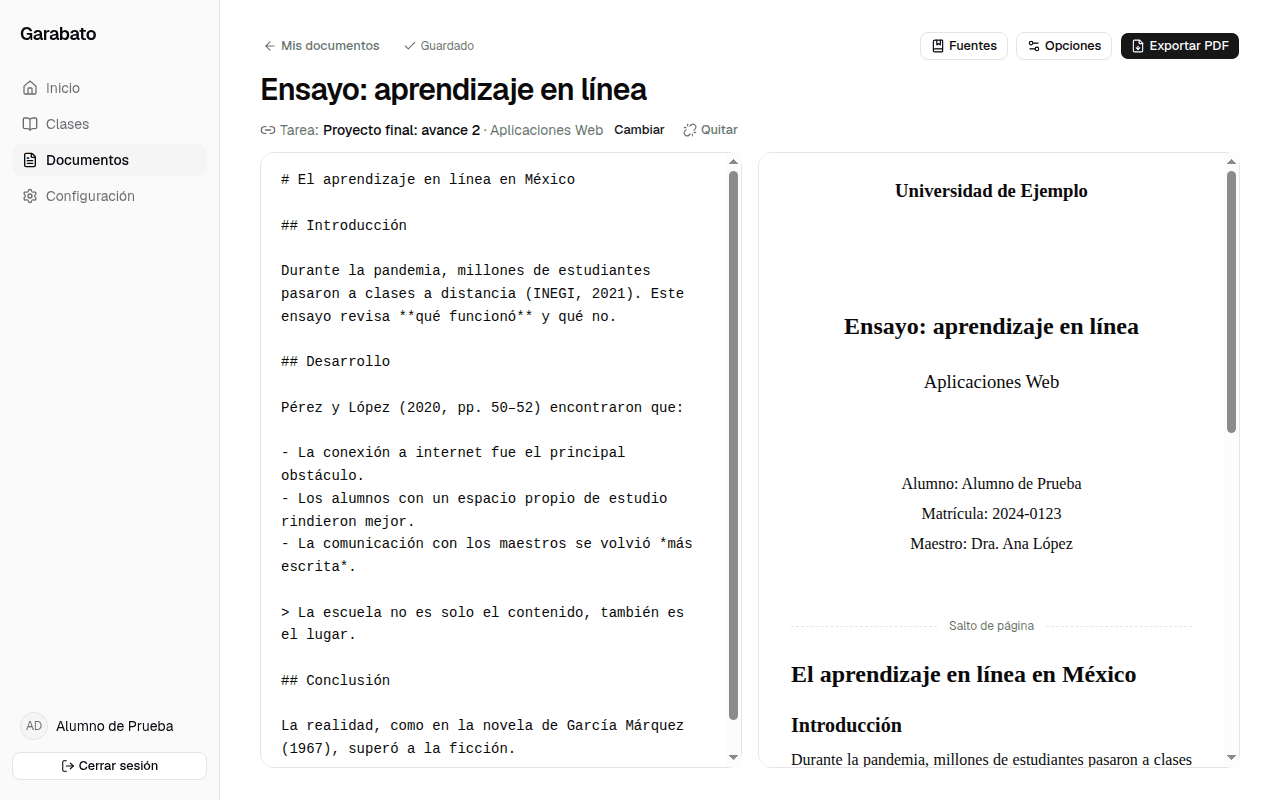 Garabato
Inicio
Clases
Documentos
Configuración
AD Alumno de Prueba
Cerrar sesión
Mis documentos
Guardado
Fuentes
Opciones
Exportar PDF
Ensayo: aprendizaje en línea
Tarea: Proyecto final: avance 2 · Aplicaciones Web Cambiar Quitar
# El aprendizaje en línea en México
## Introducción
Durante la pandemia, millones de estudiantes
pasaron a clases a distancia (INEGI, 2021). Este
ensayo revisa **qué funcionó** y qué no.
## Desarrollo
Pérez y López (2020, pp. 50–52) encontraron que:
- La conexión a internet fue el principal
obstáculo.
- Los alumnos con un espacio propio de estudio
rindieron mejor.
- La comunicación con los maestros se volvió *más
escrita*.
> La escuela no es solo el contenido, también es
el lugar.
## Conclusión
La realidad, como en la novela de García Márquez
(1967), superó a la ficción.
Universidad de Ejemplo
Ensayo: aprendizaje en línea
Aplicaciones Web
Alumno: Alumno de Prueba
Matrícula: 2024-0123
Maestro: Dra. Ana López
Salto de página
El aprendizaje en línea en México
Introducción
Durante la pandemia, millones de estudiantes pasaron a clases